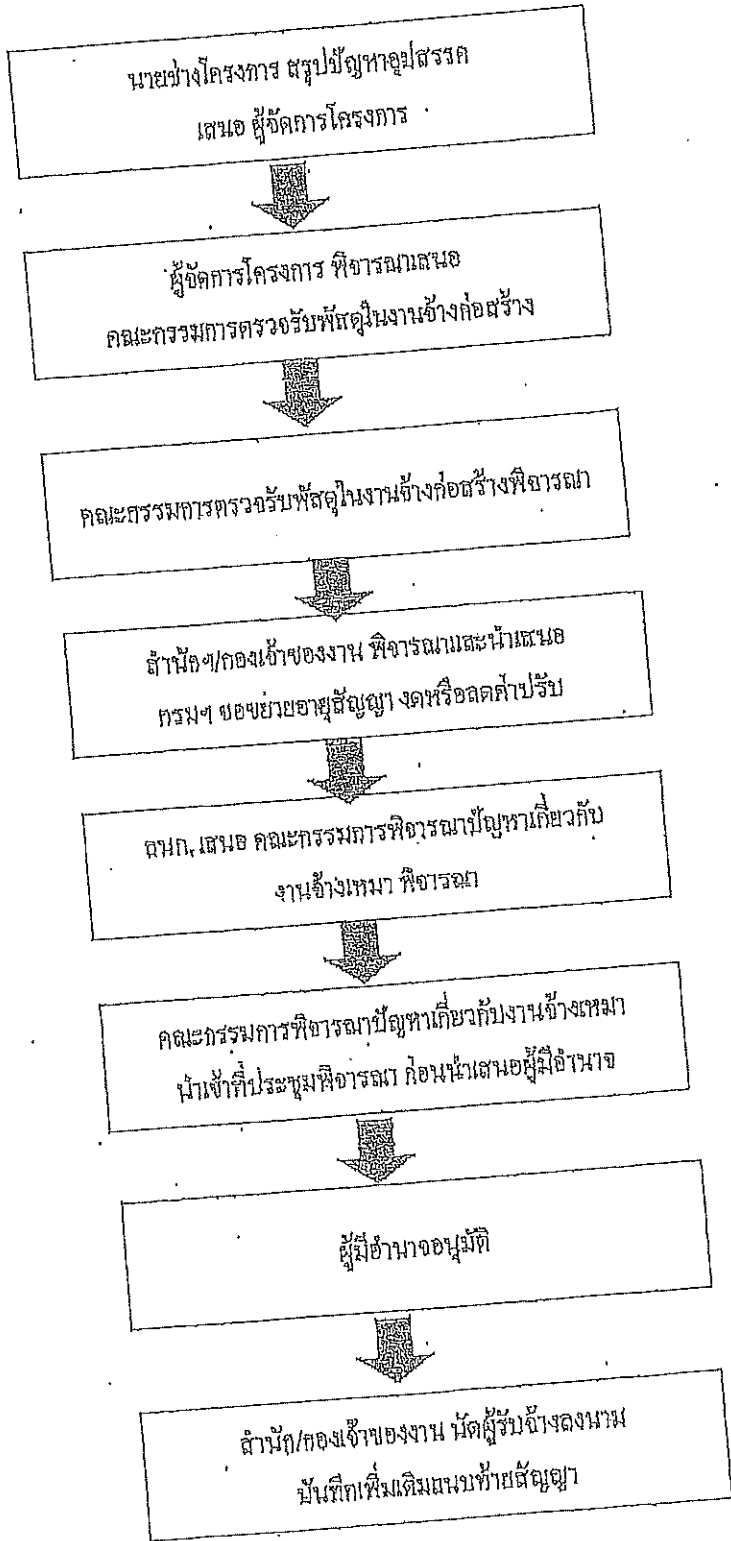 นายช่างโครงการ สรุปปัญหาอุปสรรค
เสนอ ผู้จัดการโครงการ
ผู้จัดการโครงการ พิจารณาเสนอ
คณะกรรมการตรวจรับพัสดุในงานจ้างก่อสร้าง
คณะกรรมการตรวจรับพัสดุในงานจ้างก่อสร้างพิจารณา
สำนักฯ/กองเจ้าของงาน พิจารณาและนำเสนอ
กรมฯ ขอขยายอายุสัญญา งดหรือลดค่าปรับ
เสนอ คณะกรรมการพิจารณาปัญหาเกี่ยวกับ
งานจ้างเหมา พิจารณา
คณะกรรมการพิจารณาปัญหาเกี่ยวกับงานจ้างเหมา
นำเข้าที่ประชุมพิจารณา ก่อนนำเสนอผู้มีอำนาจ
ผู้มีอำนาจอนุมัติ
สำนัก/กองเจ้าของงาน นัดผู้รับจ้างลงนาม
บันทึกเพิ่มเติมแนบท้ายสัญญา